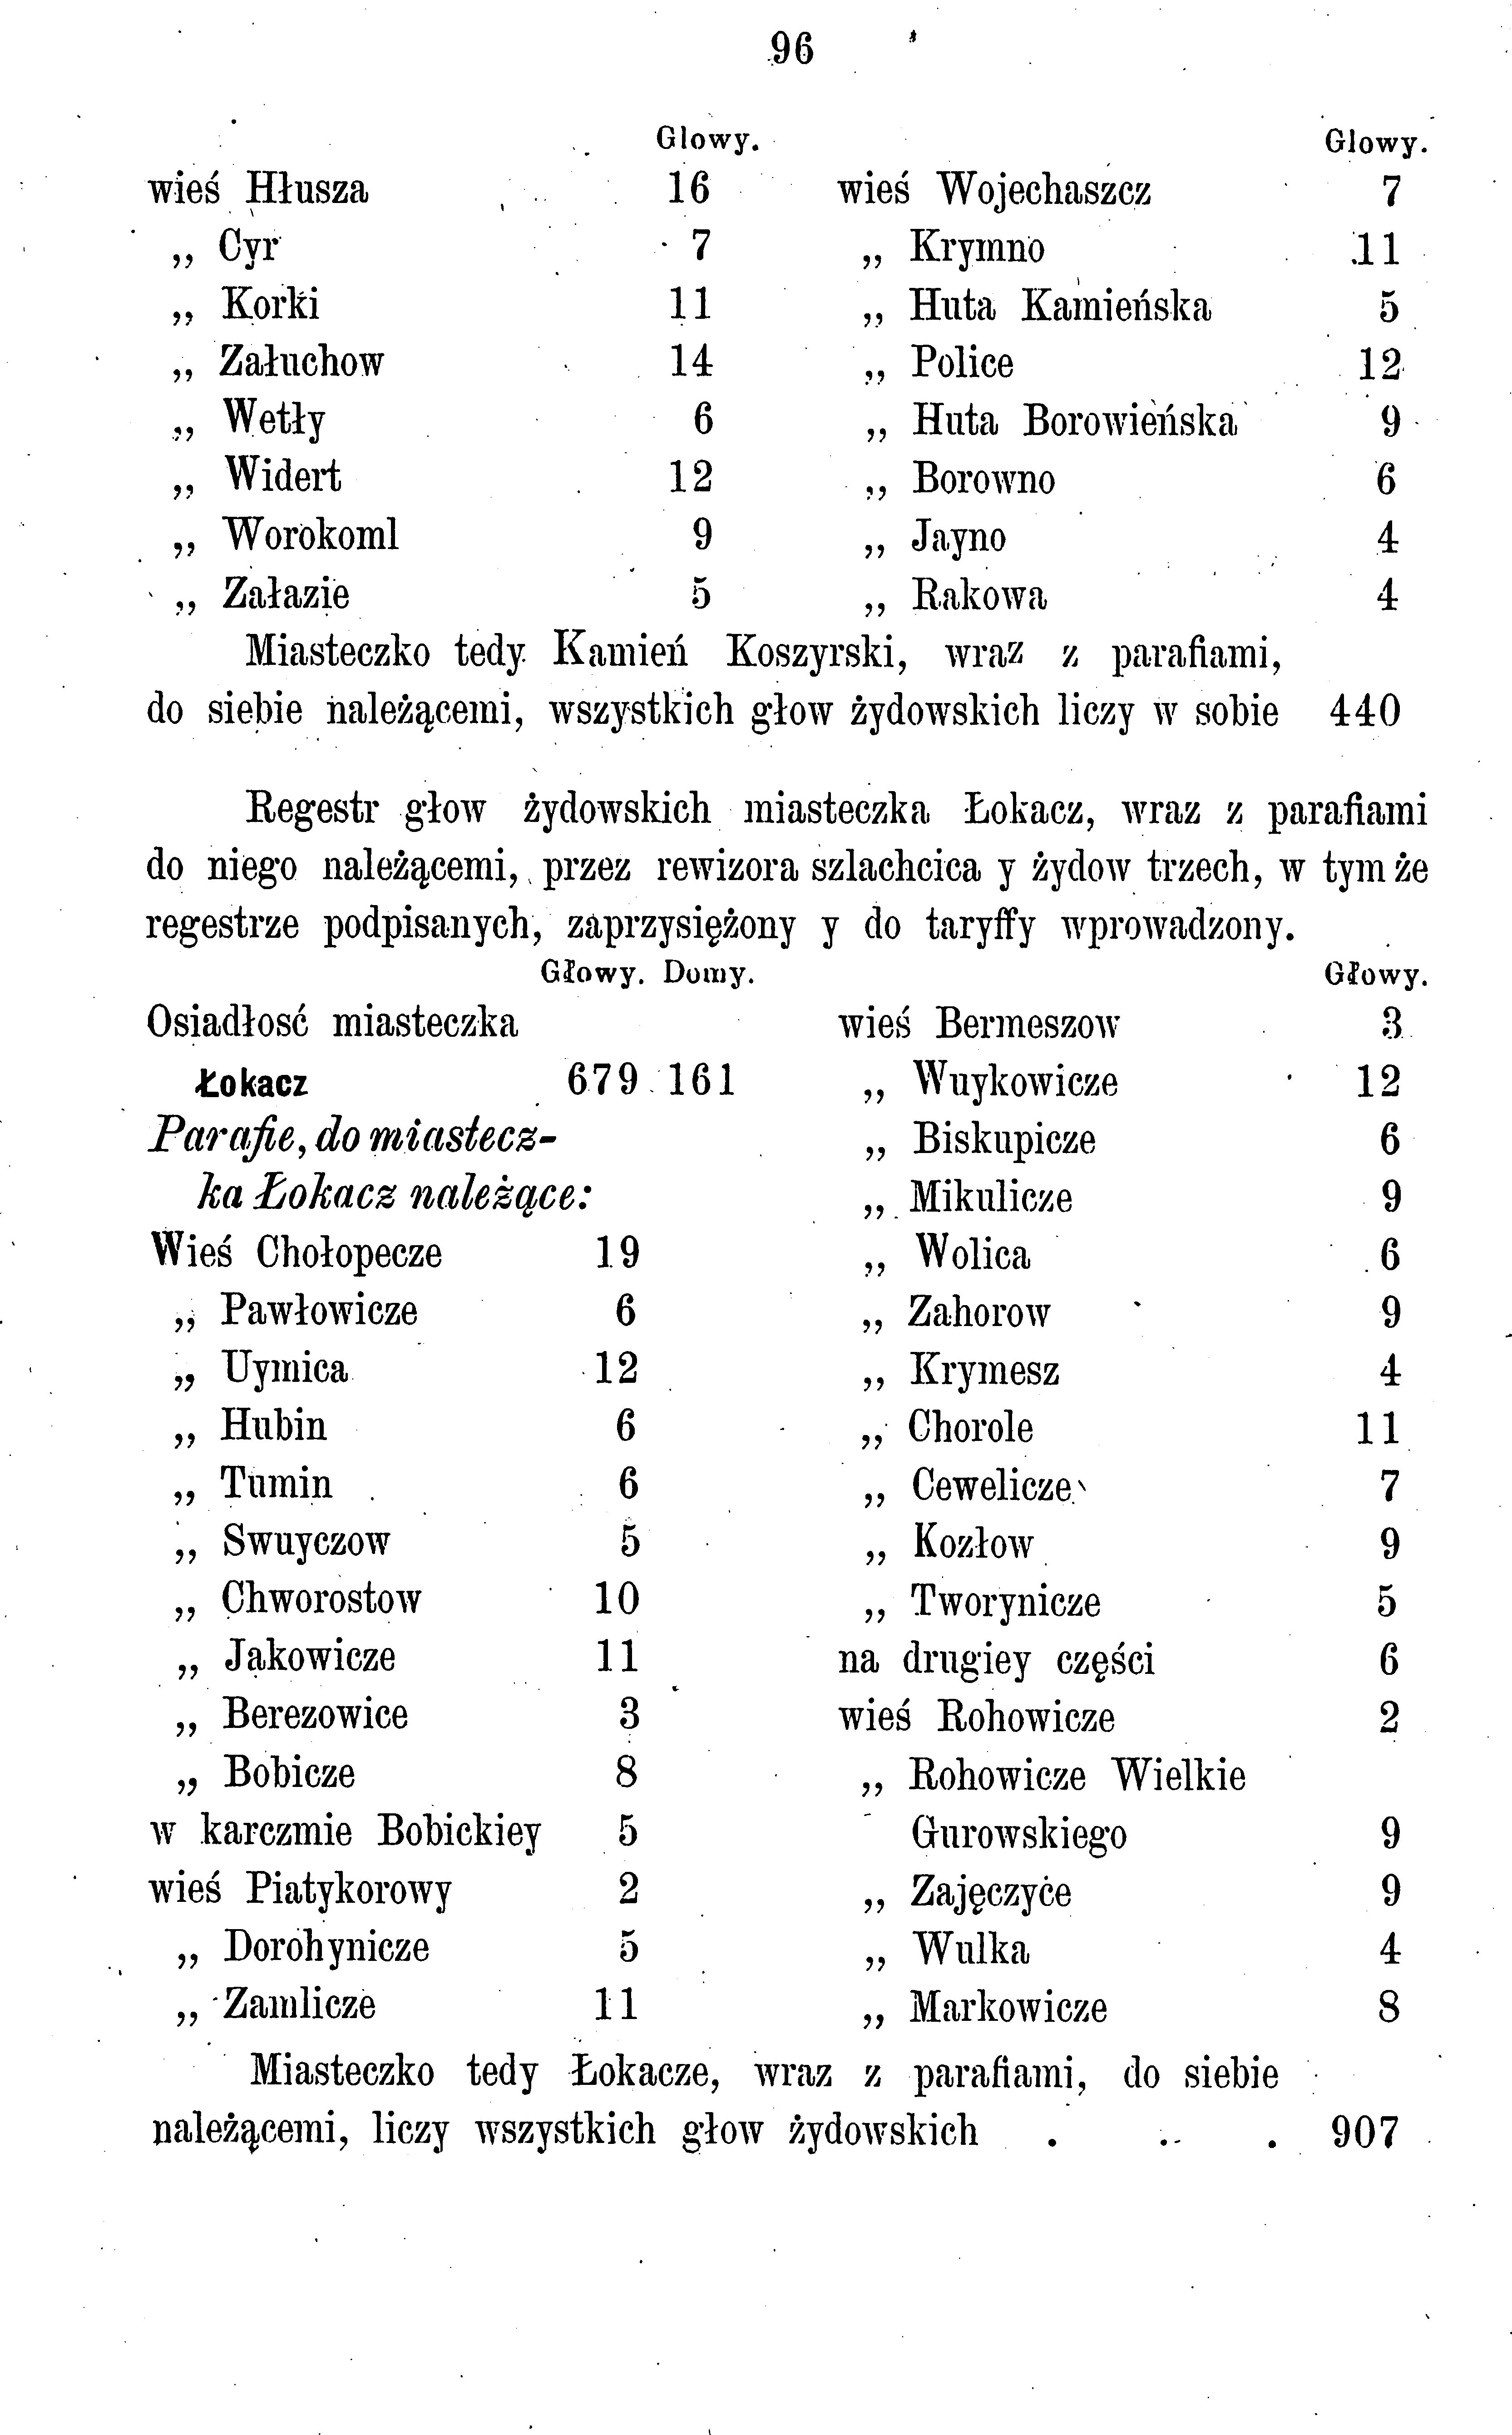 96
Glowy.
wieś Hłusza 16
„ Cyr 7
„ Korki 11
„ Załuchow 14
„ Wetły 6
„ Widert 12
„ Worokoml 9
„ Załazie 5
Glowy.
wieś Wojechaszcz 7
„ Krymno 11
„ Huta Kamieńska 5
„ Police 12
„ Huta Borowieńska 9
„ Borowno 6
„ Jayno 4
„ Rakowa 4
Miasteczko tedy Kamień Koszyrski, wraz z parafiami,
do siebie należącemi, wszystkich głow żydowskich liczy w sobie 440
Regestr głow żydowskich miasteczka Łokacz, wraz z parafiami
do niego należącemi, przez rewizora szlachcica y żydow trzech, w tym że
regestrze podpisanych, zaprzysiężony y do taryffy wprowadzony.
Głowy. Domy.
Osiadłosć miasteczka
Łokacz 679 161
Parafie, do miastecz-
ka Łokacz należące:
Wieś Chołopecze 19
„ Pawłowicze 6
„ Uymica 12
„ Hubin 6
„ Tumin 6
„ Swuyczow 5
„ Chworostow 10
„ Jakowicze 11
„ Berezowice 3
„ Bobicze 8
w karczmie Bobickiey 5
wieś Piatykorowy 2
„ Dorohynicze 5
„ Zamlicze 11
Głowy.
wieś Bermeszow 3
„ Wuykowicze 12
„ Biskupicze 6
„ Mikulicze 9
„ Wolica 6
„ Zahorow 9
„ Krymesz 4
„ Chorole 11
„ Cewelicze 7
„ Kozłow 9
„ Tworynicze 5
na drugiey części 6
wieś Rohowicze 2
„ Rohowicze Wielkie
Gurowskiego 9
„ Zajęczyce 9
„ Wulka 4
„ Markowicze 8
Miasteczko tedy Łokacze, wraz z parafiami, do siebie
należącemi, liczy wszystkich głow żydowskich . . . 907